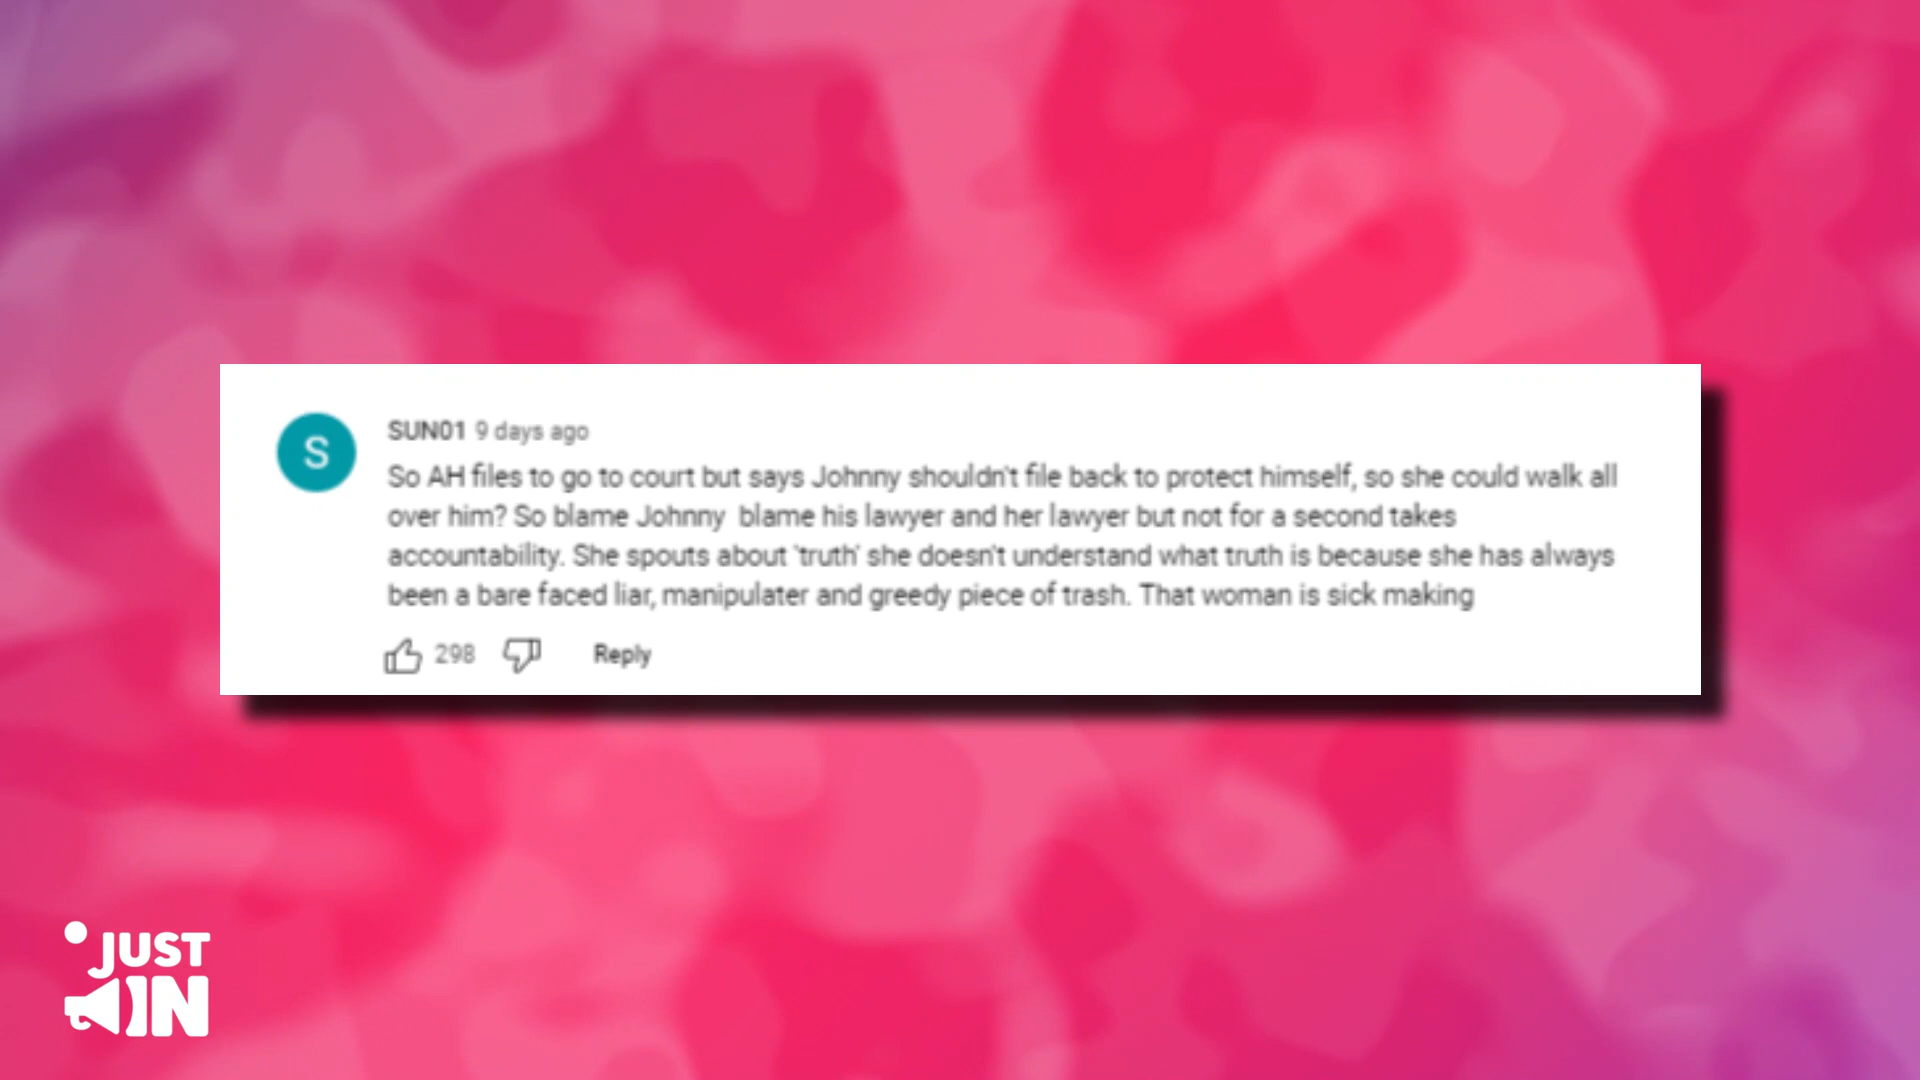 S
SUN01 9 days ago
So AH files to go to court but says Johnny shouldn't file back to protect himself, so she could walk all
over him? So blame Johnny  blame his lawyer and her lawyer but not for a second takes
accountability. She spouts about 'truth' she doesn't understand what truth is because she has always
been a bare faced liar, manipulater and greedy piece of trash. That woman is sick making
298 Reply
JUST
IN